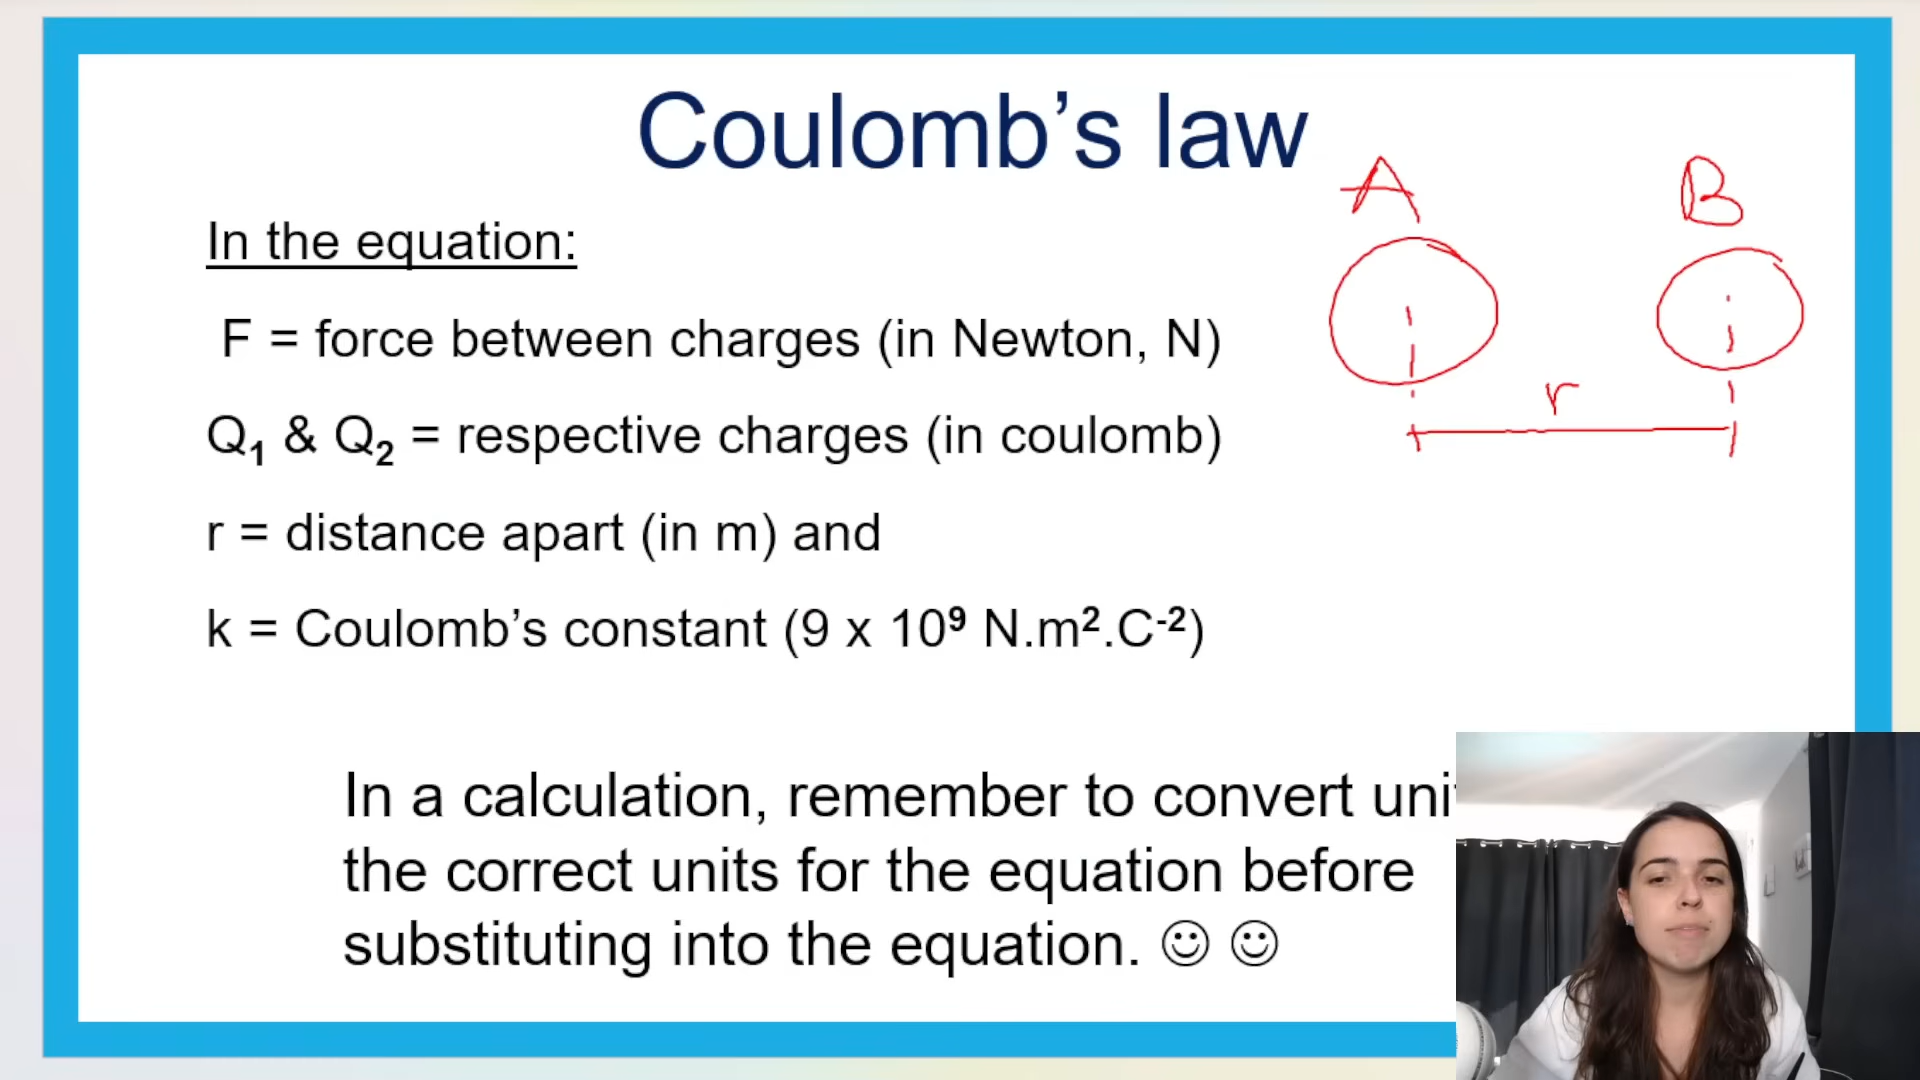 Coulomb’s law
A
B
In the equation:
F = force between charges (in Newton, N)
Q₁ & Q₂ = respective charges (in coulomb)
r
r = distance apart (in m) and
k = Coulomb’s constant (9 x 10⁹ N.m².C⁻²)
In a calculation, remember to convert
the correct units for the equation before
substituting into the equation. ☺ ☺